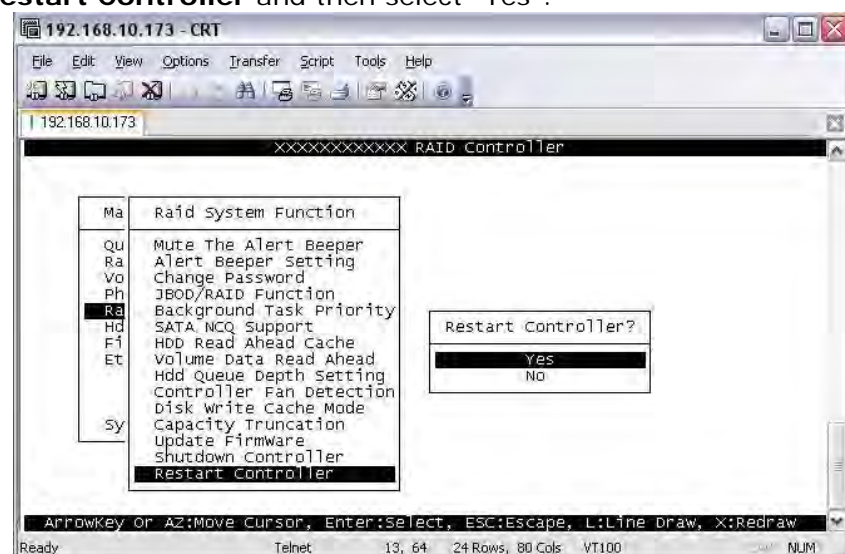 estart Controller and then select "Yes".
192.168.10.173 - CRT
File Edit View Options Transfer Script Tools Help
192.168.10.173
XXXXXXXXXXXX RAID Controller
Ma
Raid System Function
Qu
Ra
Vo
Ph
Ra
Hd
Fi
Et
Sy
Mute The Alert Beeper
Alert Beeper Setting
Change Password
JBOD/RAID Function
Background Task Priority
SATA NCQ Support
HDD Read Ahead Cache
Volume Data Read Ahead
Hdd Queue Depth Setting
Controller Fan Detection
Disk Write Cache Mode
Capacity Truncation
Update Firmware
Shutdown Controller
Restart Controller
Restart Controller?
Yes
No
ArrowKey Or AZ:Move Cursor, Enter:Select, ESC:Escape, L:Line Draw, X:Redraw
Ready Telnet 13, 64 24 Rows, 80 Cols VT100 NUM